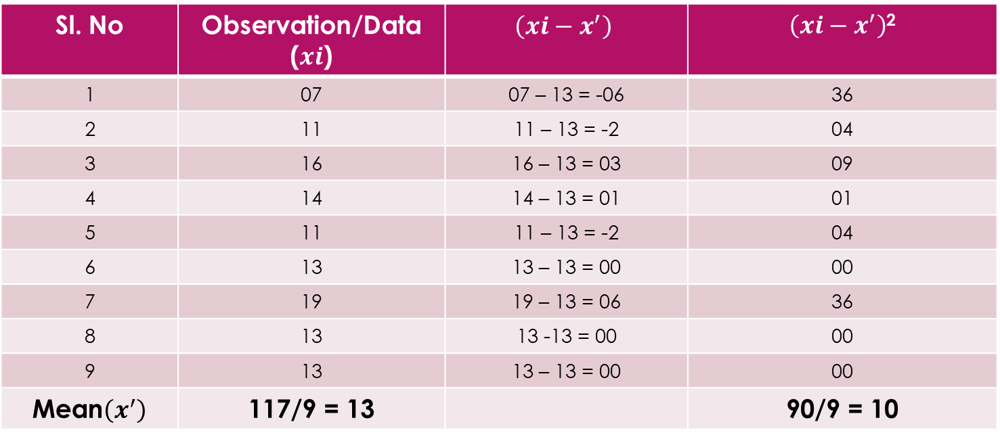 Sl. No Observation/Data (xi − x′) (xi − x′)²
(xi)
1 07 07 – 13 = -06 36
2 11 11 – 13 = -2 04
3 16 16 – 13 = 03 09
4 14 14 – 13 = 01 01
5 11 11 – 13 = -2 04
6 13 13 – 13 = 00 00
7 19 19 – 13 = 06 36
8 13 13 -13 = 00 00
9 13 13 – 13 = 00 00
Mean(x′) 117/9 = 13 90/9 = 10